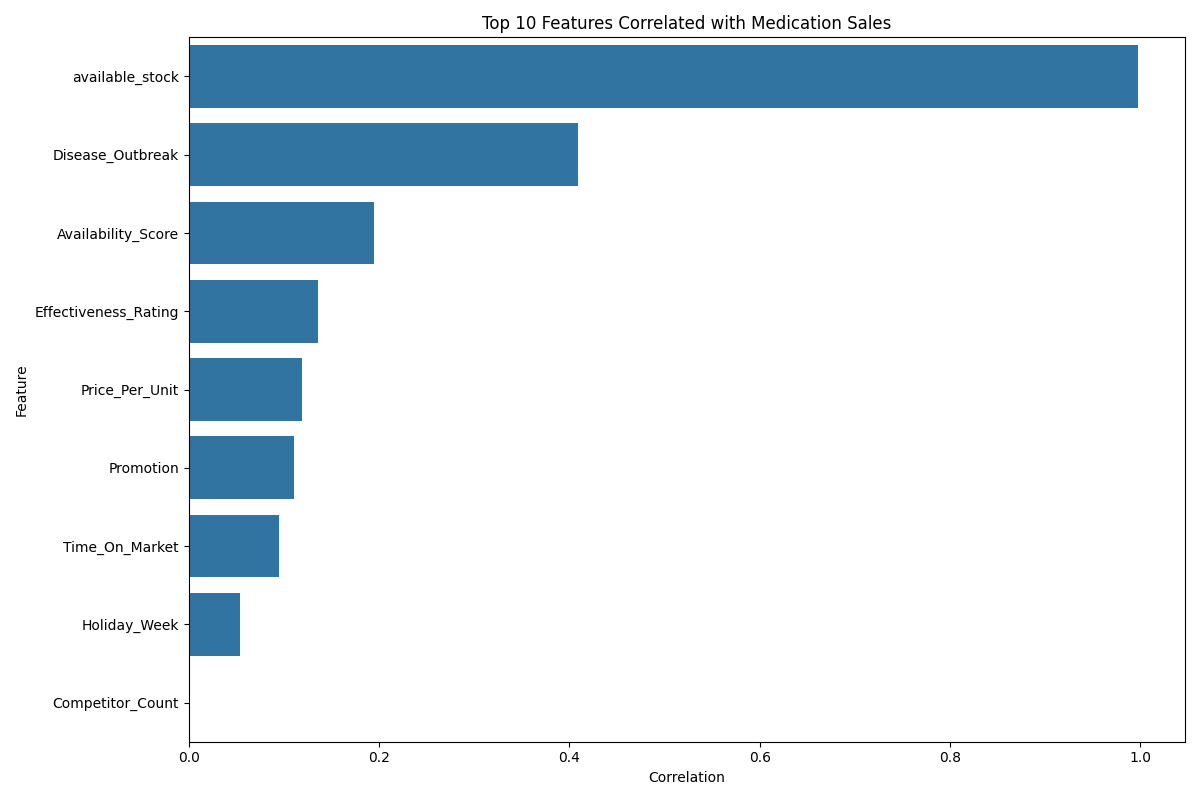 Top 10 Features Correlated with Medication Sales
available_stock
Disease_Outbreak
Availability_Score
Effectiveness_Rating
Price_Per_Unit
Promotion
Time_On_Market
Holiday_Week
Competitor_Count
Feature
0.0 0.2 0.4 0.6 0.8 1.0
Correlation